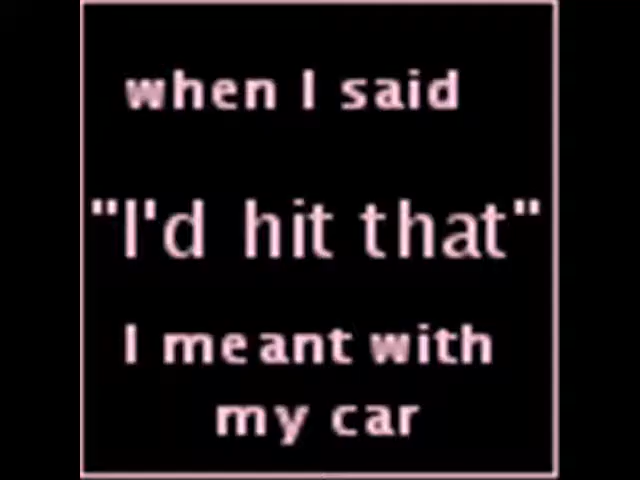 when I said
"I'd hit that"
I meant with
my car